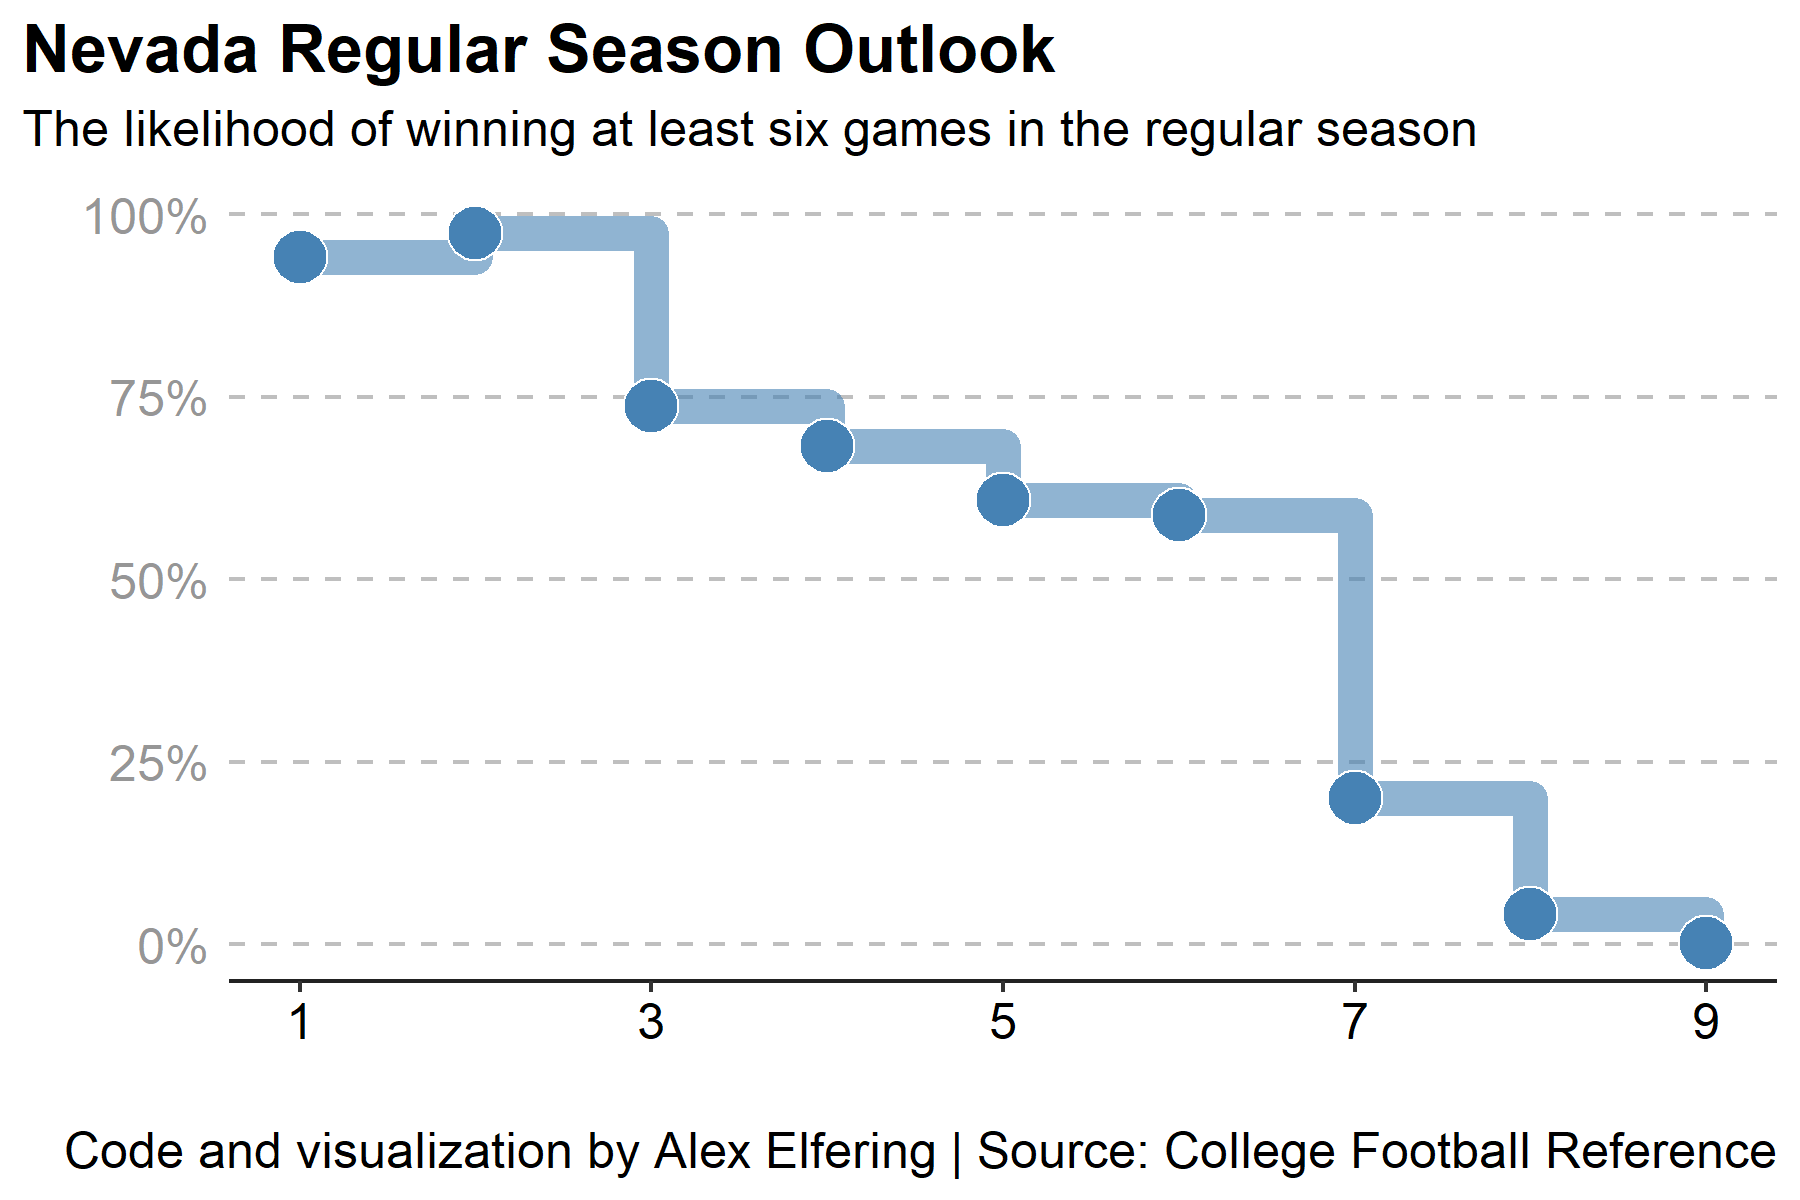 Nevada Regular Season Outlook
The likelihood of winning at least six games in the regular season
100%
75%
50%
25%
0%
1 3 5 7 9
Code and visualization by Alex Elfering | Source: College Football Reference